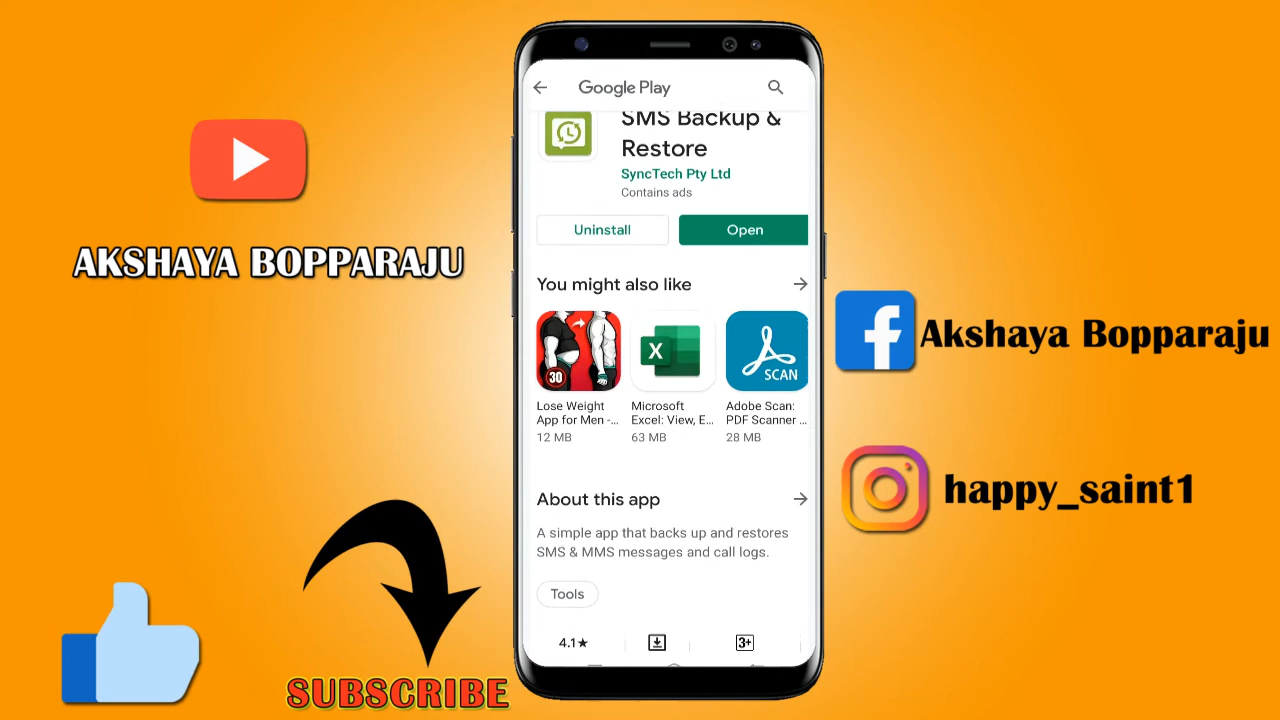 Google Play
SMS Backup &
Restore
SyncTech Pty Ltd
Contains ads
Uninstall
Open
You might also like
30
X
SCAN
Lose Weight
App for Men -...
12 MB
Microsoft
Excel: View, E...
63 MB
Adobe Scan:
PDF Scanner ...
28 MB
About this app
A simple app that backs up and restores
SMS & MMS messages and call logs.
Tools
4.1★
3+
AKSHAYA BOPPARAJU
SUBSCRIBE
Akshaya Bopparaju
happy_saint1